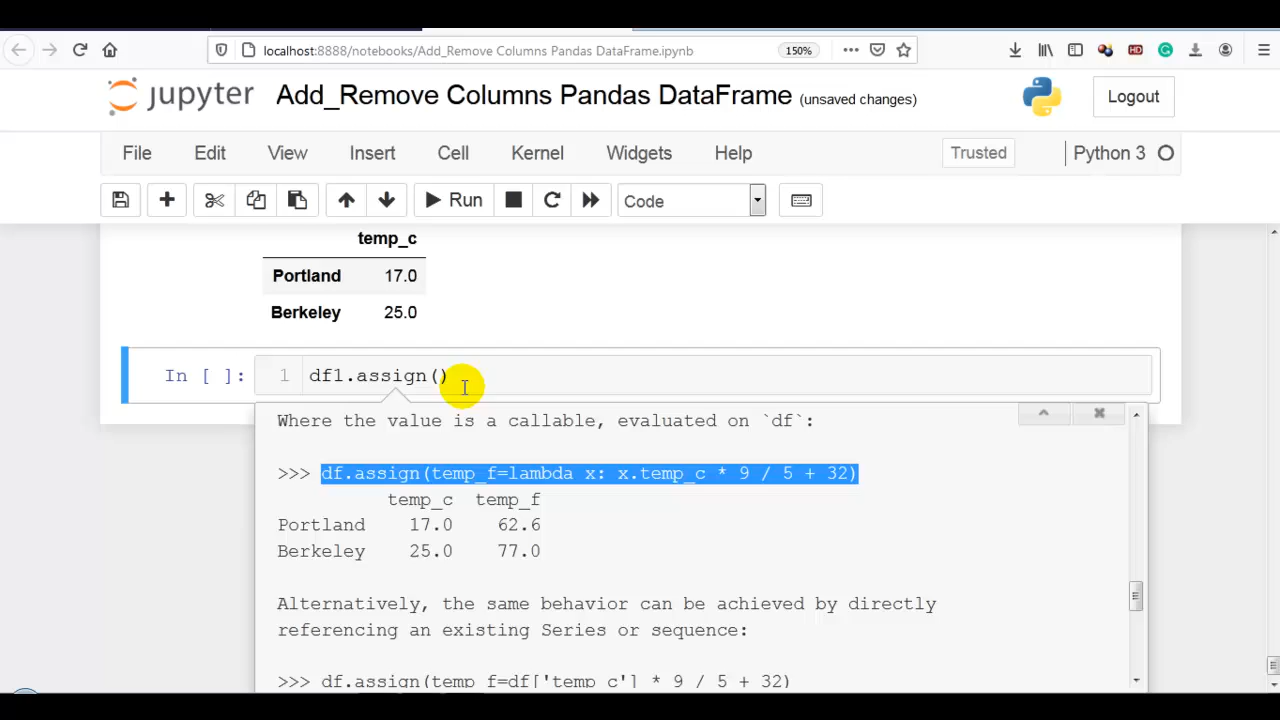 localhost:8888/notebooks/Add_Remove Columns Pandas DataFrame.ipynb 150% HD
jupyter Add_Remove Columns Pandas DataFrame (unsaved changes) Logout
File Edit View Insert Cell Kernel Widgets Help Trusted Python 3
Run Code
temp_c
Portland 17.0
Berkeley 25.0
In [ ]: 1 df1.assign()
Where the value is a callable, evaluated on `df`:
>>> df.assign(temp_f=lambda x: x.temp_c * 9 / 5 + 32)
temp_c temp_f
Portland 17.0 62.6
Berkeley 25.0 77.0
Alternatively, the same behavior can be achieved by directly
referencing an existing Series or sequence:
>>> df.assign(temp_f=df['temp_c'] * 9 / 5 + 32)